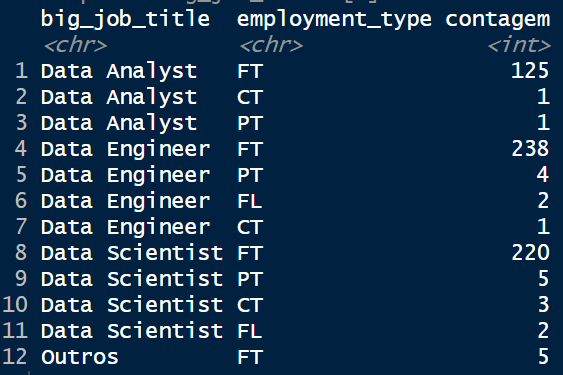 big_job_title employment_type contagem
<chr> <chr> <int>
1 Data Analyst FT 125
2 Data Analyst CT 1
3 Data Analyst PT 1
4 Data Engineer FT 238
5 Data Engineer PT 4
6 Data Engineer FL 2
7 Data Engineer CT 1
8 Data Scientist FT 220
9 Data Scientist PT 5
10 Data Scientist CT 3
11 Data Scientist FL 2
12 Outros FT 5